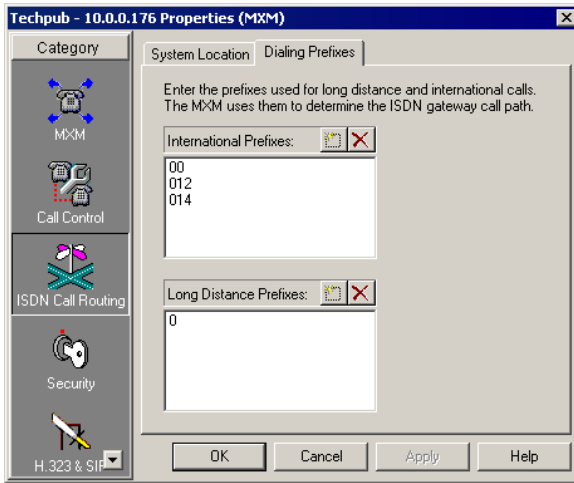 Techpub - 10.0.0.176 Properties (MXM)
Category
MXM
Call Control
ISDN Call Routing
Security
H.323 & SIP
System Location
Dialing Prefixes
Enter the prefixes used for long distance and international calls.
The MXM uses them to determine the ISDN gateway call path.
International Prefixes:
00
012
014
Long Distance Prefixes:
0
OK
Cancel
Apply
Help